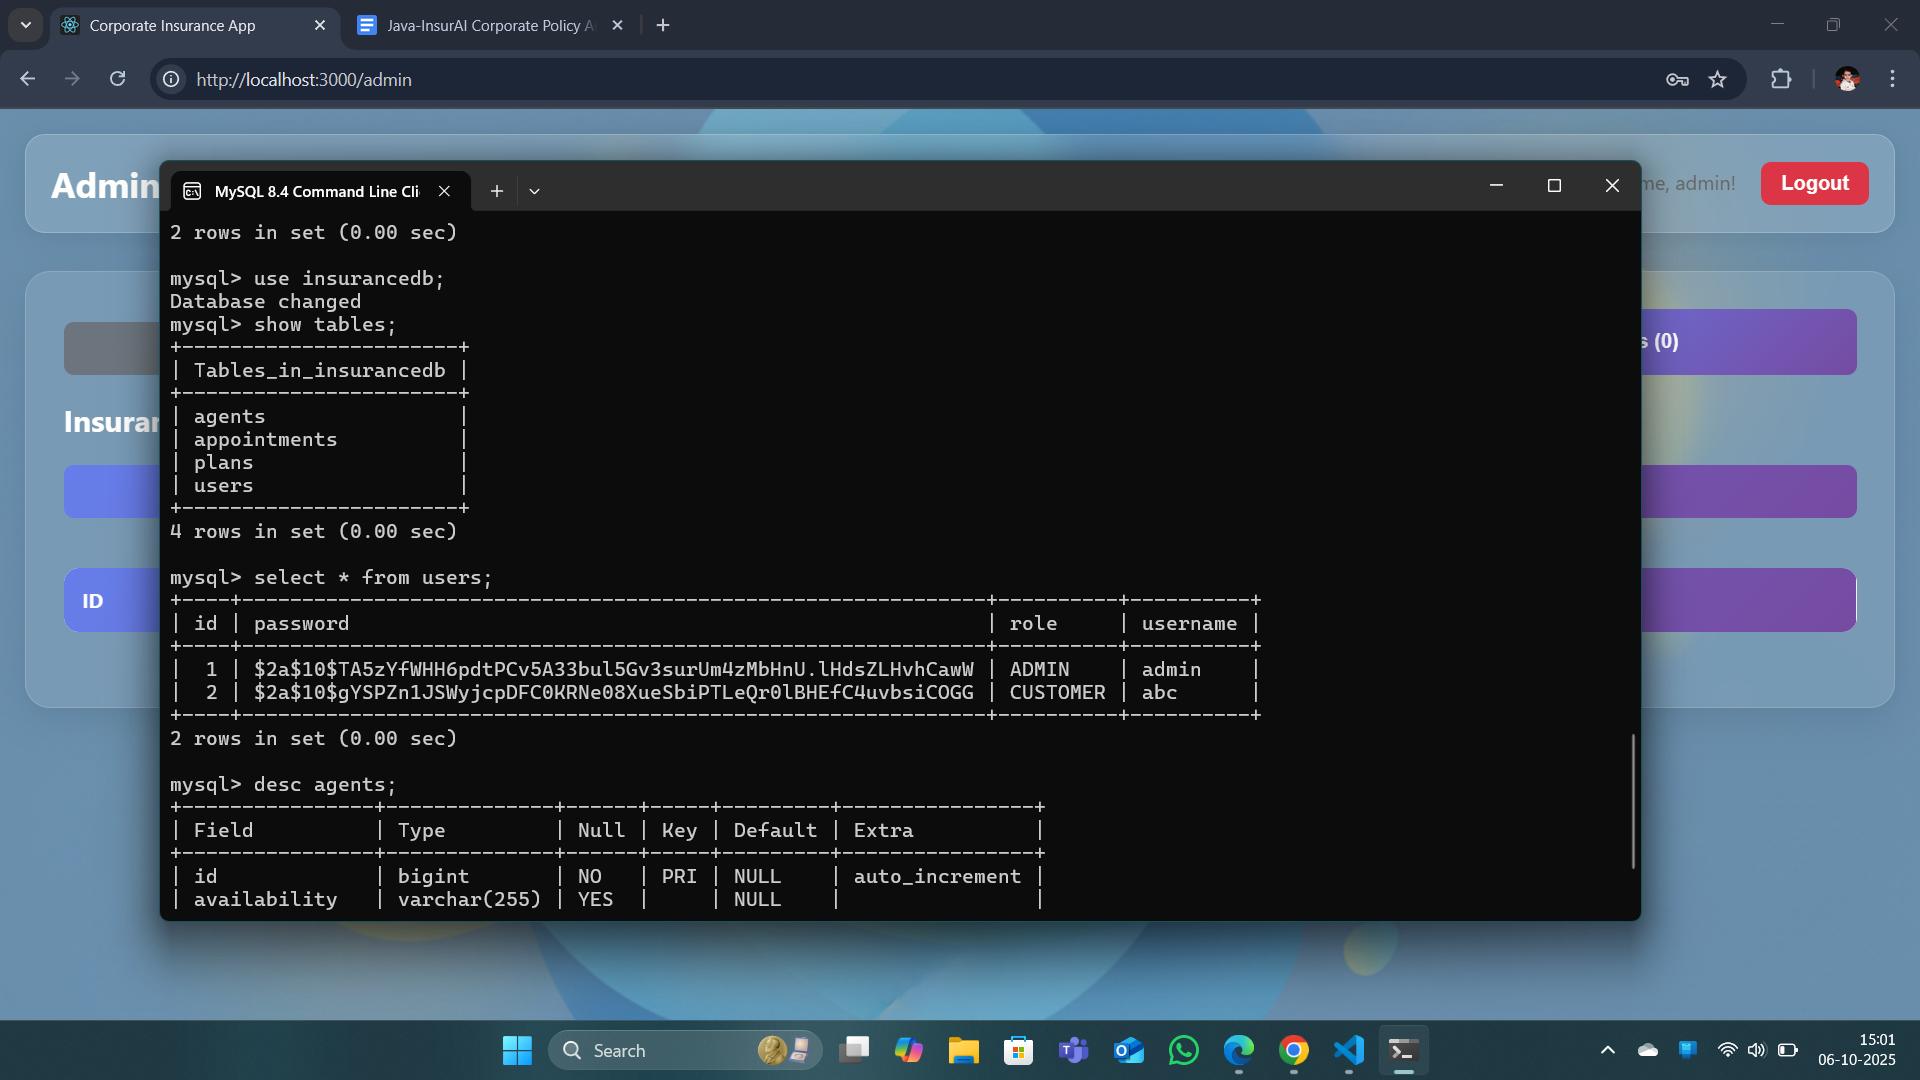 Corporate Insurance App
Java-InsurAI Corporate Policy A
http://localhost:3000/admin
Admin
me, admin!
Logout
MySQL 8.4 Command Line Cli
2 rows in set (0.00 sec)
mysql> use insurancedb;
Database changed
mysql> show tables;
+-----------------------+
| Tables_in_insurancedb |
+-----------------------+
| agents                |
| appointments          |
| plans                 |
| users                 |
+-----------------------+
4 rows in set (0.00 sec)
mysql> select * from users;
+----+--------------------------------------------------------------+----------+----------+
| id | password                                                     | role     | username |
+----+--------------------------------------------------------------+----------+----------+
|  1 | $2a$10$TA5zYfWHH6pdtPCv5A33bul5Gv3surUm4zMbHnU.lHdsZLHvhCawW | ADMIN    | admin    |
|  2 | $2a$10$gYSPZn1JSWyjcpDFC0KRNe08XueSbiPTLeQr0lBHEfC4uvbsiCOGG | CUSTOMER | abc      |
+----+--------------------------------------------------------------+----------+----------+
2 rows in set (0.00 sec)
mysql> desc agents;
+----------------+--------------+------+-----+---------+----------------+
| Field          | Type         | Null | Key | Default | Extra          |
+----------------+--------------+------+-----+---------+----------------+
| id             | bigint       | NO   | PRI | NULL    | auto_increment |
| availability   | varchar(255) | YES  |     | NULL    |                |
s (0)
Insurar
ID
Search
15:01
06-10-2025